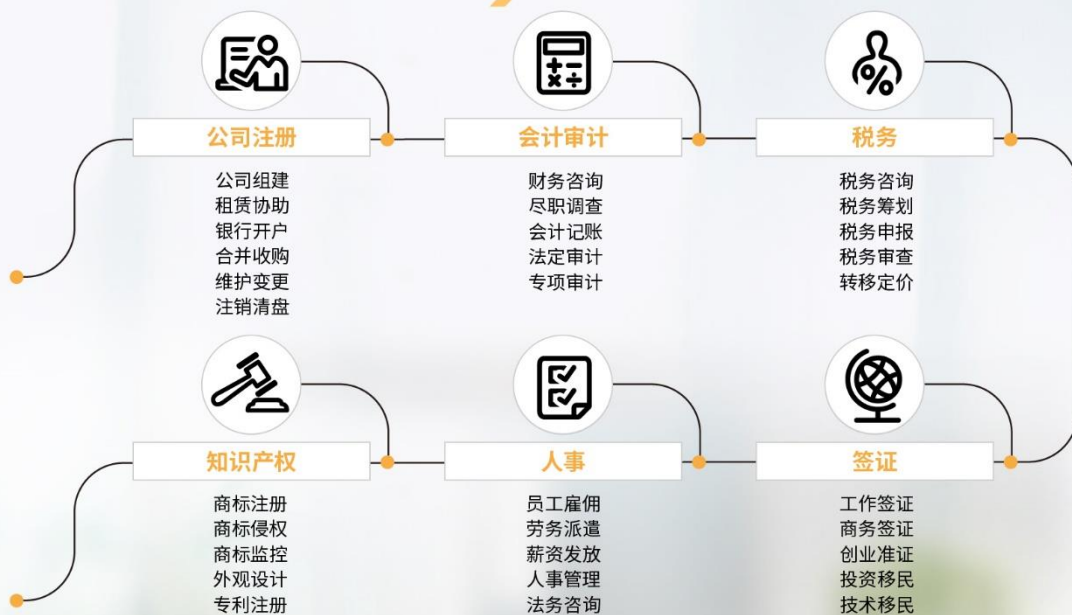 公司注册
公司组建
租赁协助
银行开户
合并收购
维护变更
注销清盘
会计审计
财务咨询
尽职调查
会计记账
法定审计
专项审计
税务
税务咨询
税务筹划
税务申报
税务审查
转移定价
知识产权
商标注册
商标侵权
商标监控
外观设计
专利注册
人事
员工雇佣
劳务派遣
薪资发放
人事管理
法务咨询
签证
工作签证
商务签证
创业准证
投资移民
技术移民